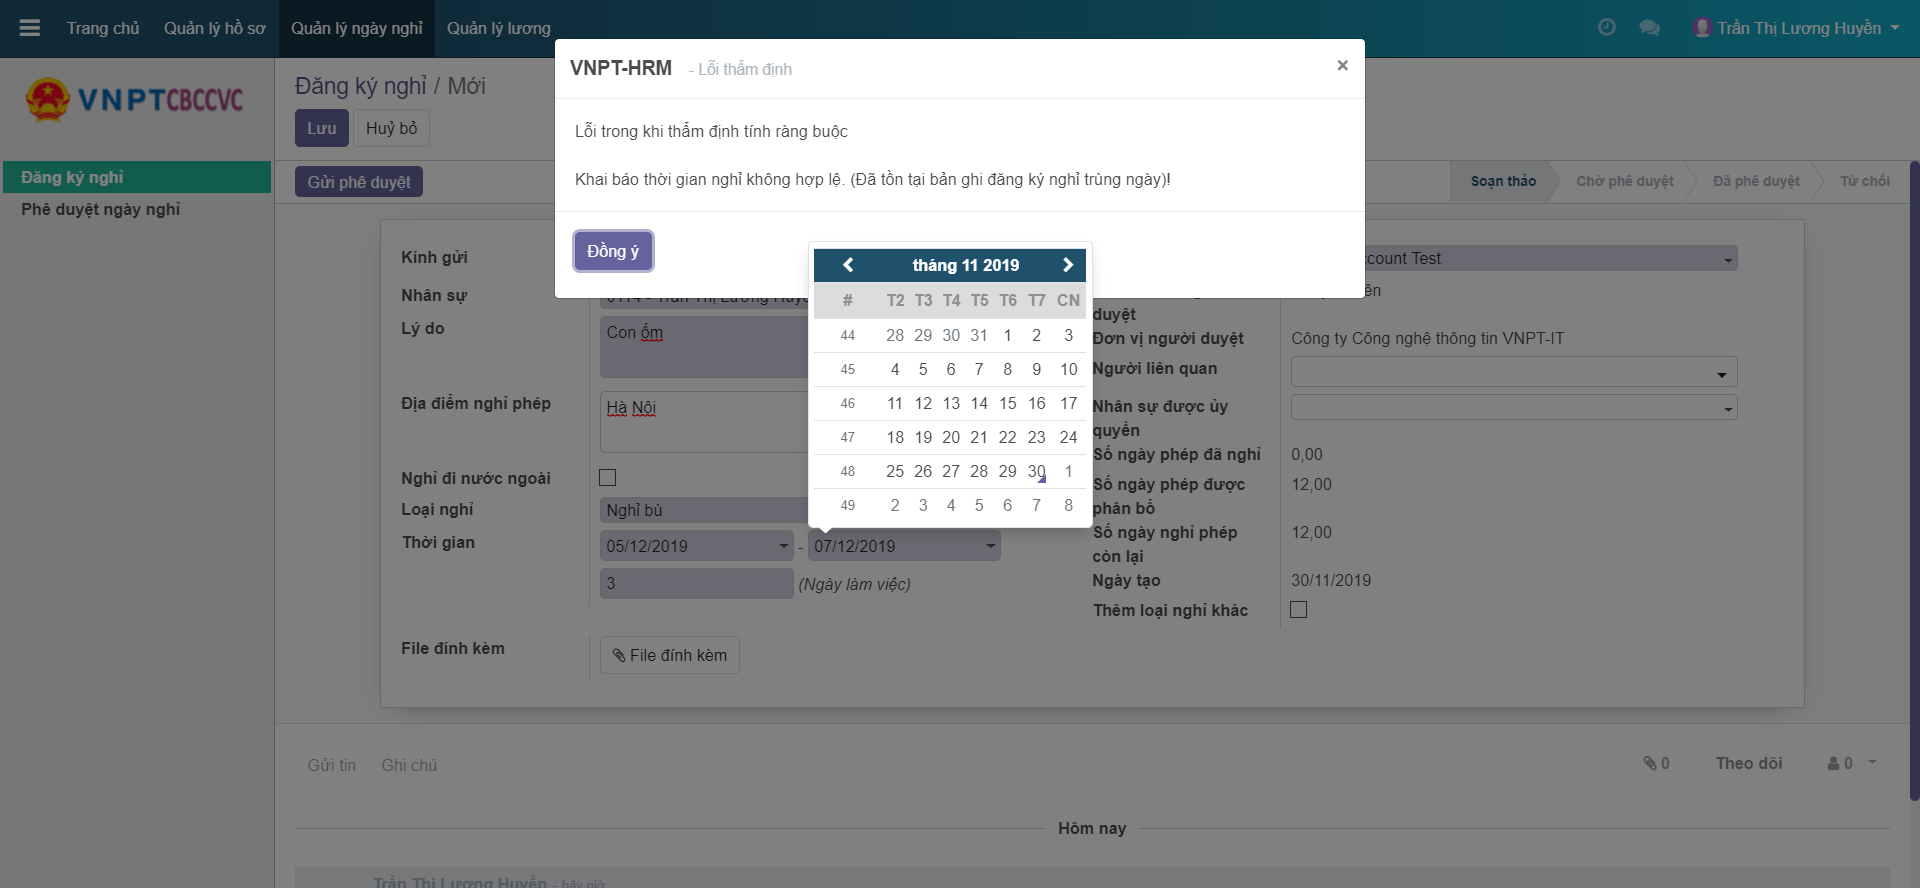 Trang chủ Quản lý hồ sơ Quản lý ngày nghỉ Quản lý lương Trần Thị Lương Huyền
VNPT CBCCVC
Đăng ký nghỉ
Phê duyệt ngày nghỉ
Đăng ký nghỉ / Mới
Lưu Huỷ bỏ
Gửi phê duyệt
Soạn thảo Chờ phê duyệt Đã phê duyệt Từ chối
VNPT-HRM - Lỗi thẩm định ×
Lỗi trong khi thẩm định tính ràng buộc
Khai báo thời gian nghỉ không hợp lệ. (Đã tồn tại bản ghi đăng ký nghỉ trùng ngày)!
Đồng ý
Kính gửi
Nhân sự
0114 - Trần Thị Lương Huyề
Lý do
Con ốm
Địa điểm nghỉ phép
Hà Nôi
Nghỉ đi nước ngoài
Loại nghỉ
Nghỉ bù
Thời gian
05/12/2019 - 07/12/2019
3 (Ngày làm việc)
File đính kèm
File đính kèm
tháng 11 2019
# T2 T3 T4 T5 T6 T7 CN
44 28 29 30 31 1 2 3
45 4 5 6 7 8 9 10
46 11 12 13 14 15 16 17
47 18 19 20 21 22 23 24
48 25 26 27 28 29 30 1
49 2 3 4 5 6 7 8
count Test
duyệt
Đơn vị người duyệt
Công ty Công nghệ thông tin VNPT-IT
Người liên quan
Nhân sự được ủy
quyền
Số ngày phép đã nghỉ
0,00
Số ngày phép được
phân bổ
12,00
Số ngày nghỉ phép
còn lại
12,00
Ngày tạo
30/11/2019
Thêm loại nghỉ khác
Gửi tin Ghi chú
0 Theo dõi 0
Hôm nay
Trần Thị Lương Huyền - bây giờ